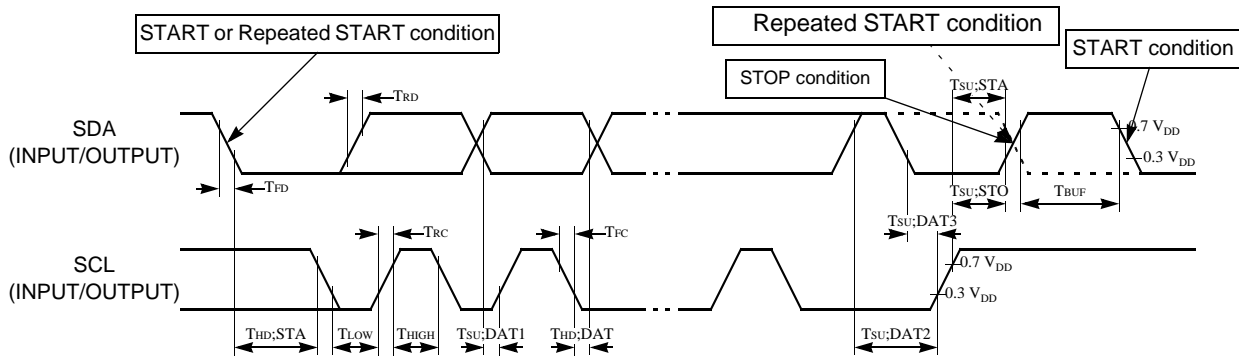 START or Repeated START condition
Repeated START condition
START condition
STOP condition
TSU;STA
TRD
SDA
(INPUT/OUTPUT)
0.7 VDD
0.3 VDD
TFD
TSU;STO
TBUF
TSU;DAT3
TRC
TFC
SCL
(INPUT/OUTPUT)
0.7 VDD
0.3 VDD
THD;STA
TLOW
THIGH
TSU;DAT1
THD;DAT
TSU;DAT2